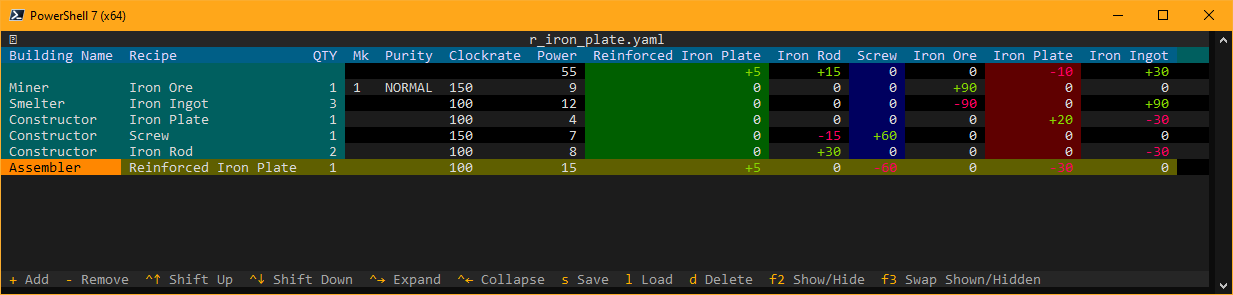 PowerShell 7 (x64)
r_iron_plate.yaml
Building Name Recipe QTY Mk Purity Clockrate Power Reinforced Iron Plate Iron Rod Screw Iron Ore Iron Plate Iron Ingot
55 +5 +15 0 0 -10 +30
Miner Iron Ore 1 1 NORMAL 150 9 0 0 0 +90 0 0
Smelter Iron Ingot 3 100 12 0 0 0 -90 0 +90
Constructor Iron Plate 1 100 4 0 0 0 0 +20 -30
Constructor Screw 1 150 7 0 -15 +60 0 0 0
Constructor Iron Rod 2 100 8 0 +30 0 0 0 -30
Assembler Reinforced Iron Plate 1 100 15 +5 0 -60 0 -30 0
+ Add - Remove ^↑ Shift Up ^↓ Shift Down ^→ Expand ^← Collapse s Save l Load d Delete f2 Show/Hide f3 Swap Shown/Hidden